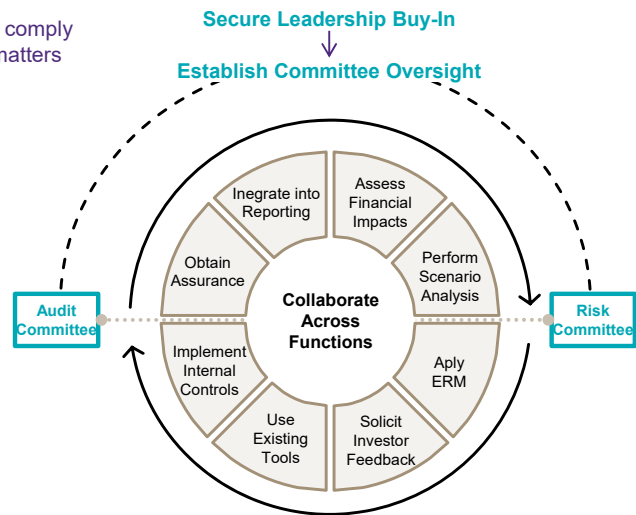 comply
matters
Secure Leadership Buy-In
Establish Committee Oversight
Inegrate into
Reporting
Assess
Financial
Impacts
Obtain
Assurance
Perform
Scenario
Analysis
Collaborate
Across
Functions
Audit
Committee
Risk
Committee
Implement
Internal
Controls
Aply
ERM
Use
Existing
Tools
Solicit
Investor
Feedback